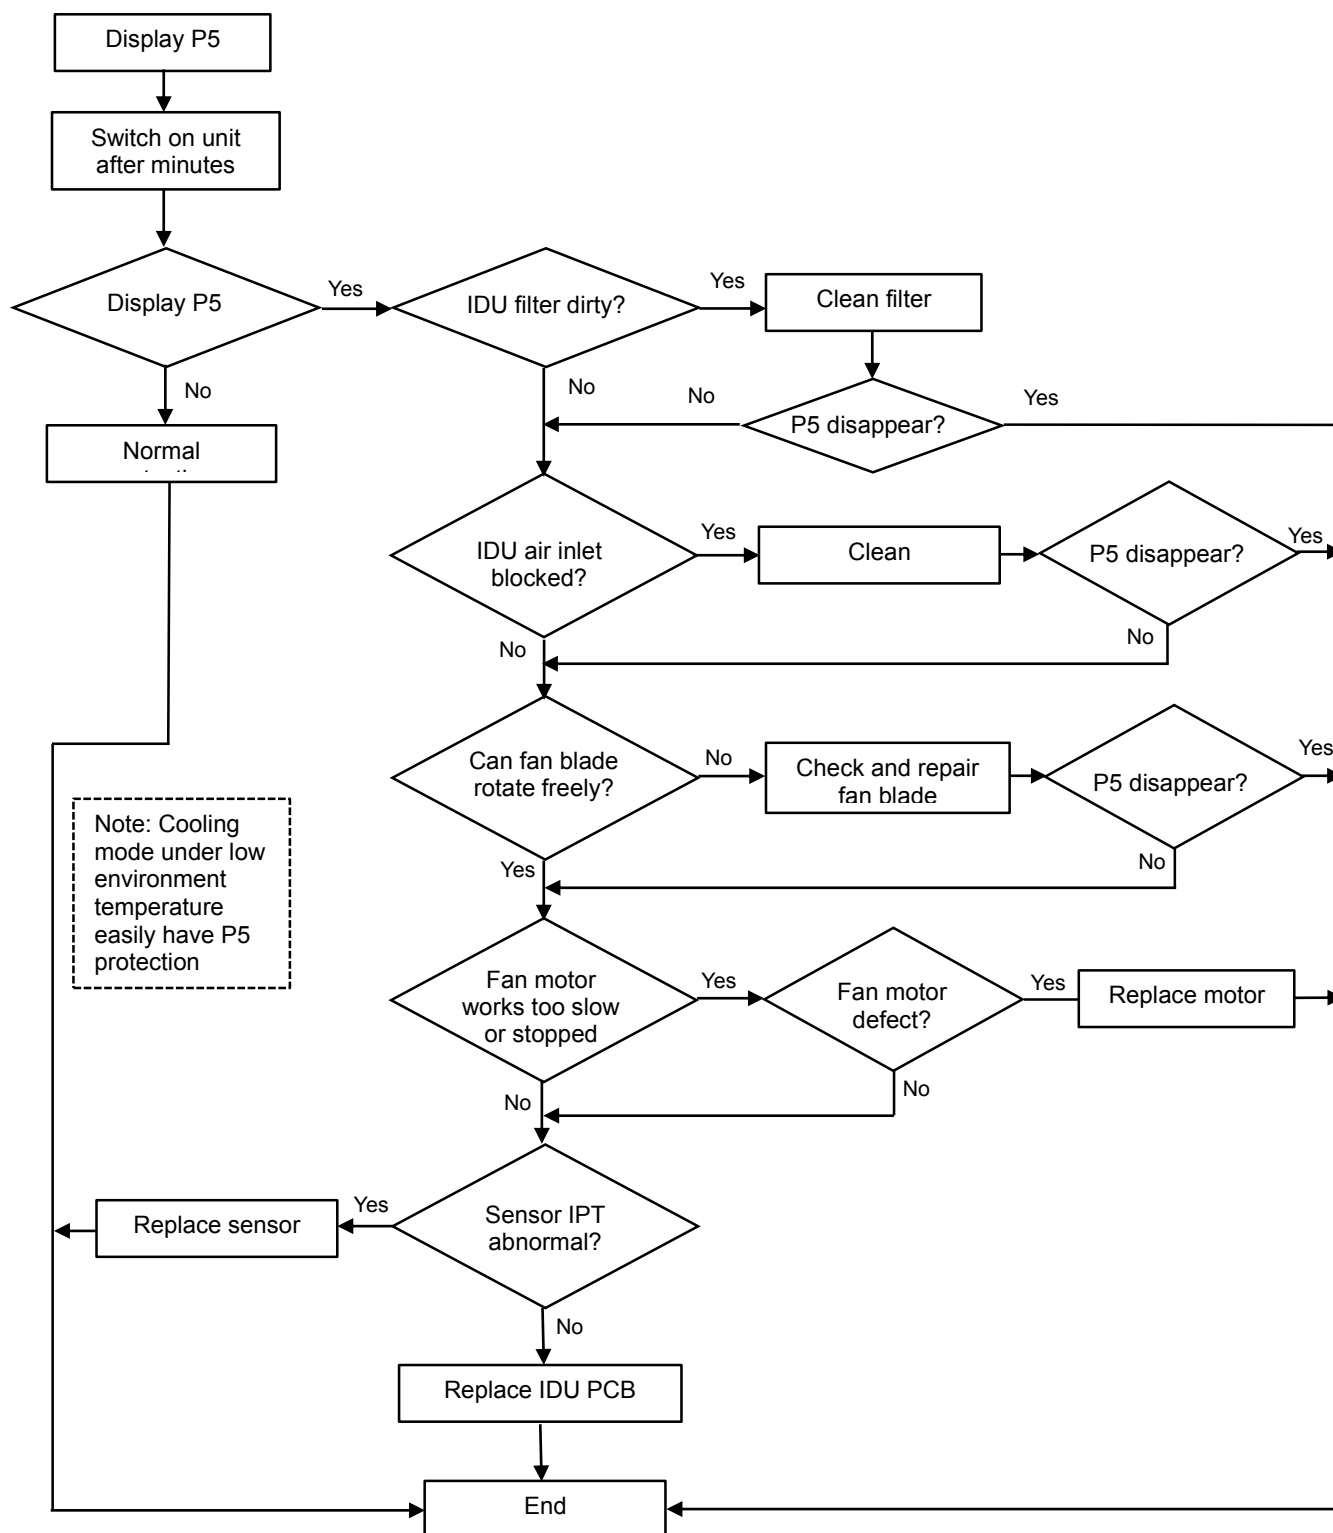 Display P5
Switch on unit
after minutes
Display P5
Yes
IDU filter dirty?
Yes
Clean filter
No
No
No
Yes
P5 disappear?
Normal
IDU air inlet
blocked?
Yes
Clean
P5 disappear?
Yes
No
No
Can fan blade
rotate freely?
No
Check and repair
fan blade
P5 disappear?
Yes
Note: Cooling
mode under low
environment
temperature
easily have P5
protection
Yes
No
Fan motor
works too slow
or stopped
Yes
Fan motor
defect?
Yes
Replace motor
No
No
Replace sensor
Yes
Sensor IPT
abnormal?
No
Replace IDU PCB
End